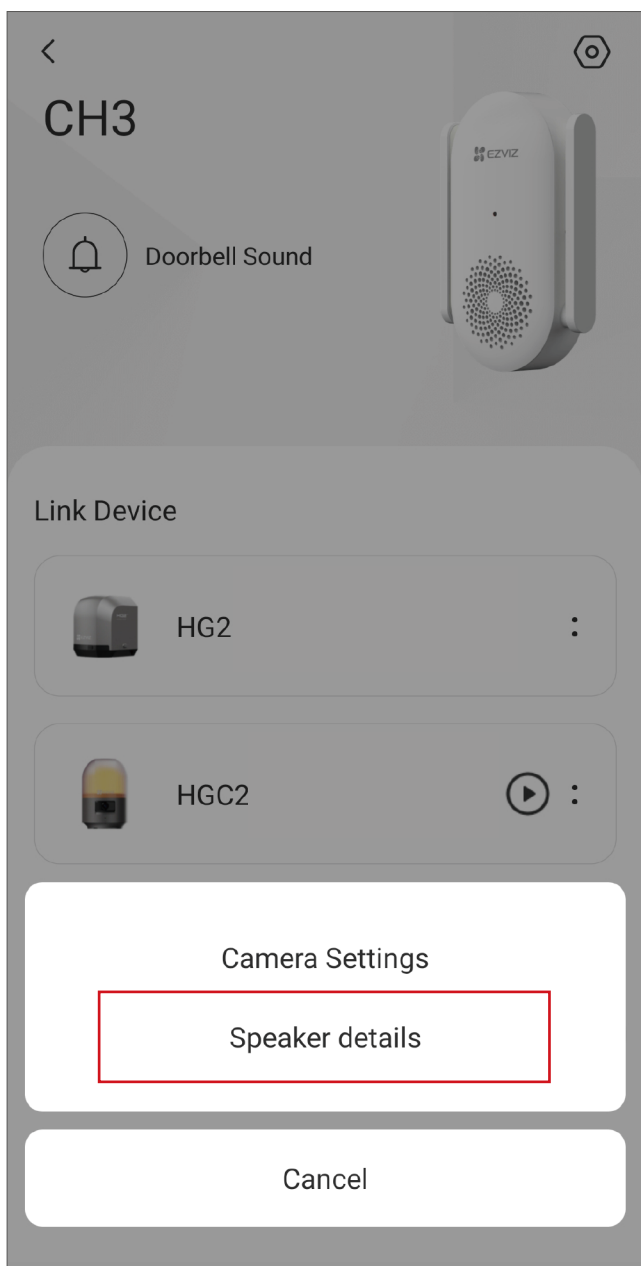 CH3
EZVIZ
Doorbell Sound
Link Device
HG2
HGC2
Camera Settings
Speaker details
Cancel